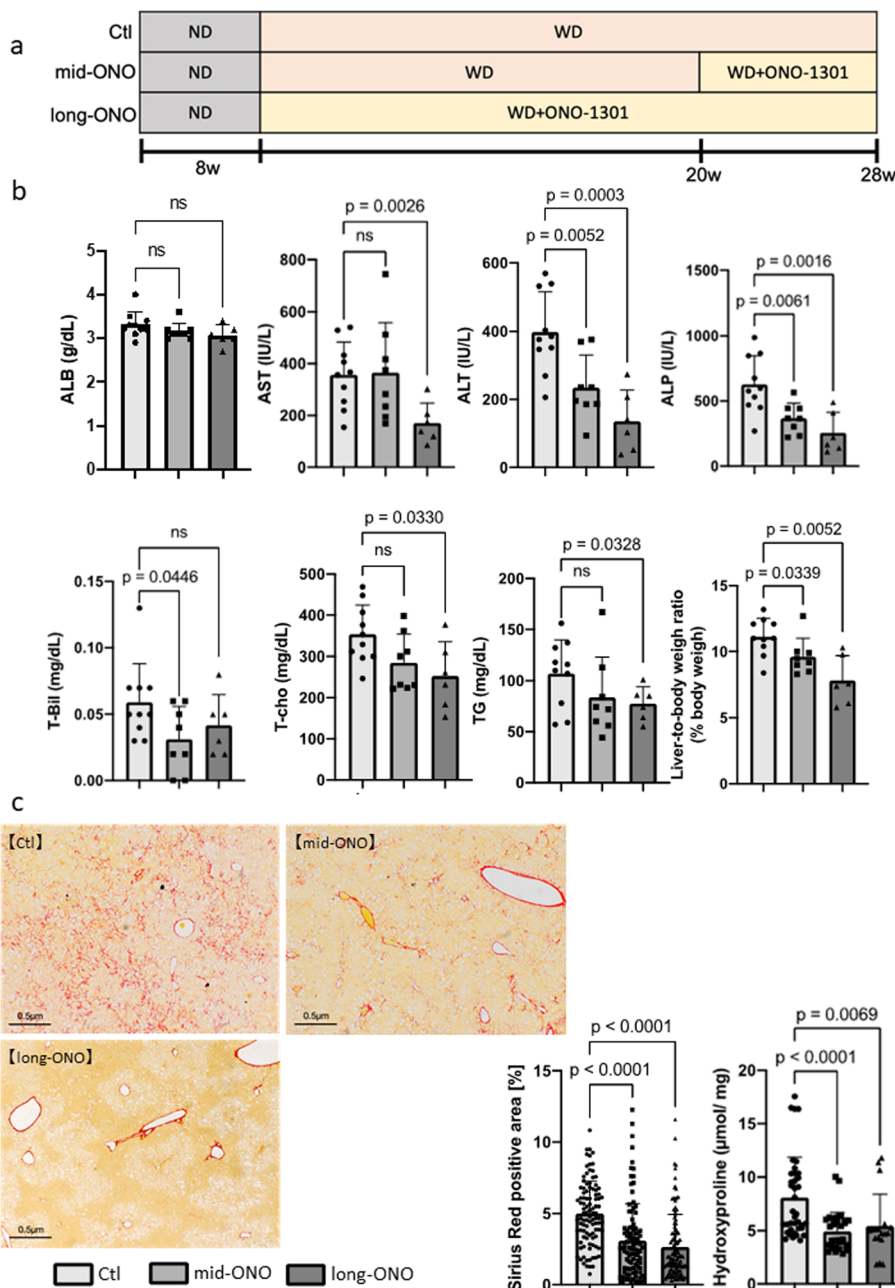 a
Ctl ND WD
mid-ONO ND WD WD+ONO-1301
long-ONO ND WD+ONO-1301
8w 20w 28w
b
ns
ns
ALB (g/dL)
5
4
3
2
1
0
p = 0.0026
ns
AST (IU/L)
800
600
400
200
0
p = 0.0003
p = 0.0052
ALT (IU/L)
600
400
200
0
p = 0.0016
p = 0.0061
ALP (IU/L)
1500
1000
500
0
ns
p = 0.0446
T-Bil (mg/dL)
0.15
0.10
0.05
0.00
p = 0.0330
ns
T-cho (mg/dL)
500
400
300
200
100
0
p = 0.0328
ns
TG (mg/dL)
200
150
100
50
0
p = 0.0052
p = 0.0339
Liver-to-body weigh ratio
(% body weigh)
15
10
5
0
c
【Ctl】
0.5μm
【mid-ONO】
0.5μm
【long-ONO】
0.5μm
p < 0.0001
p < 0.0001
Sirius Red positive area [%]
15
10
5
0
p = 0.0069
p < 0.0001
Hydroxyproline (μmol/ mg)
20
15
10
5
0
Ctl mid-ONO long-ONO